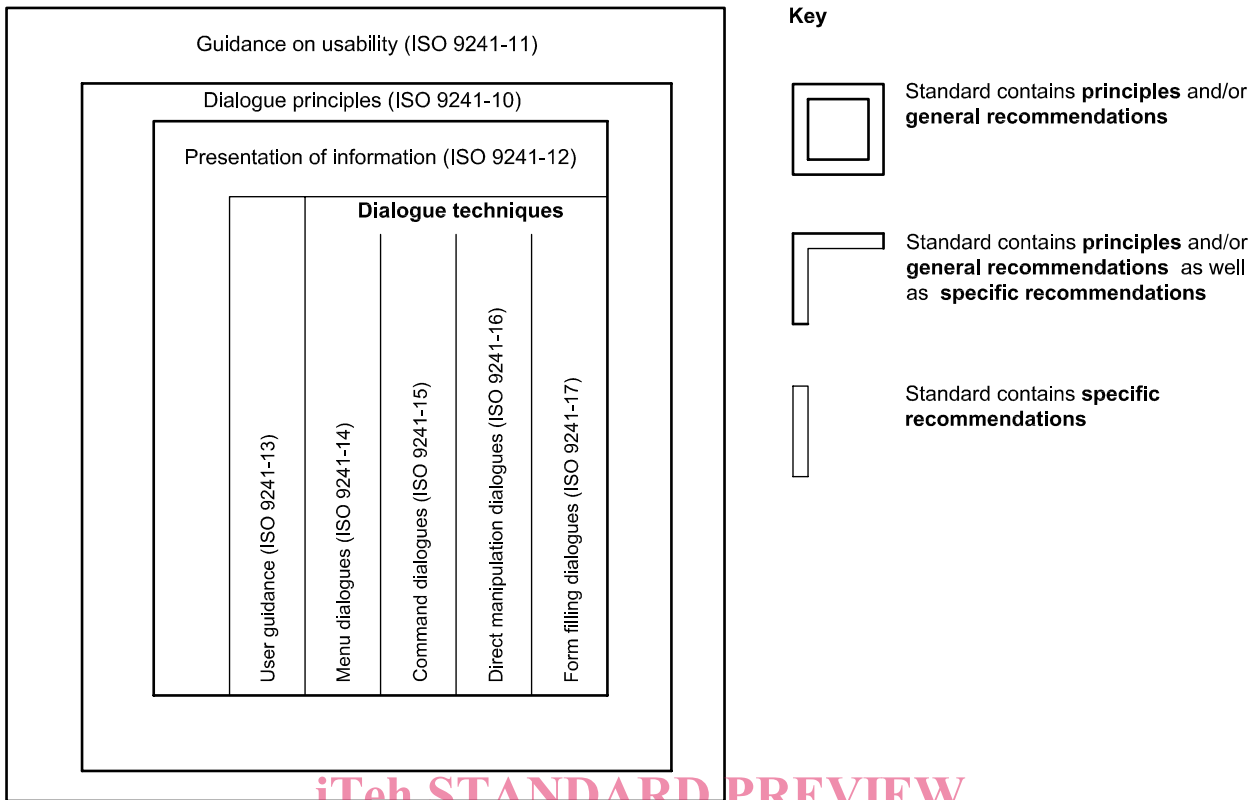 Guidance on usability (ISO 9241-11)
Dialogue principles (ISO 9241-10)
Presentation of information (ISO 9241-12)
Dialogue techniques
User guidance (ISO 9241-13)
Menu dialogues (ISO 9241-14)
Command dialogues (ISO 9241-15)
Direct manipulation dialogues (ISO 9241-16)
Form filling dialogues (ISO 9241-17)
Key
Standard contains principles and/or
general recommendations
Standard contains principles and/or
general recommendations as well
as specific recommendations
Standard contains specific
recommendations
iTeh STANDARD PREVIEW